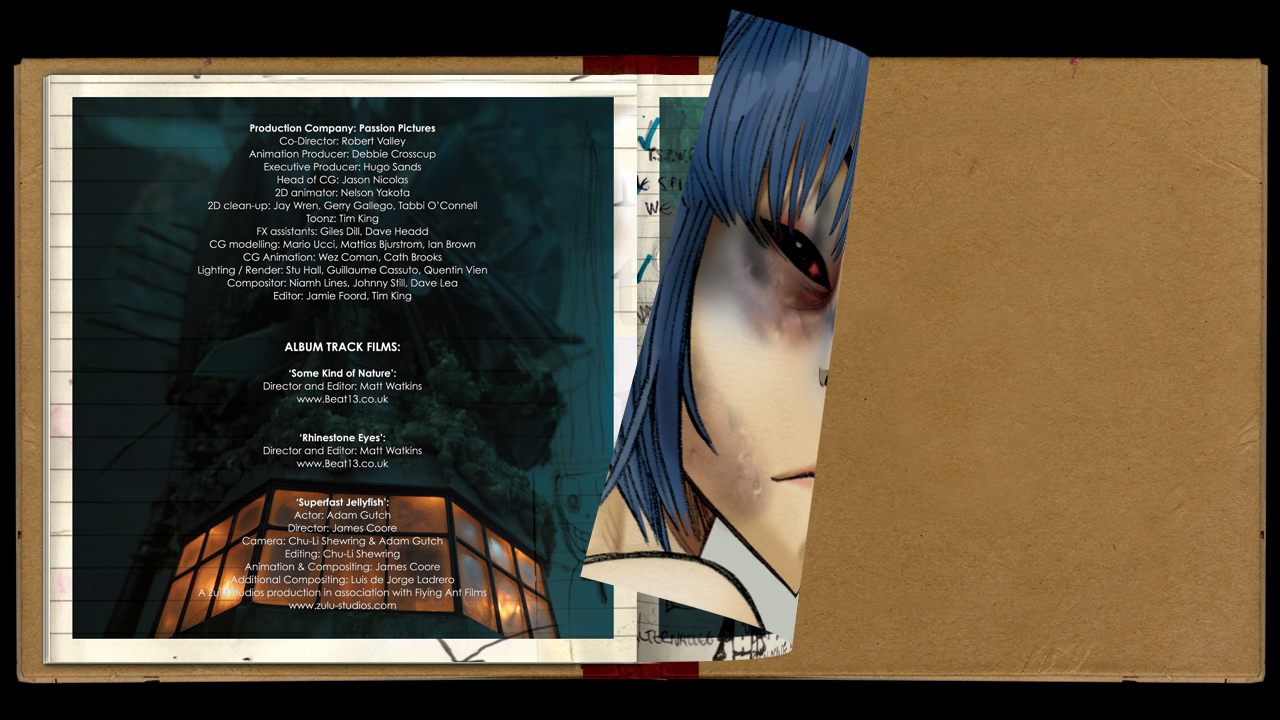 Production Company: Passion Pictures
Co-Director: Robert Valley
Animation Producer: Debbie Crosscup
Executive Producer: Hugo Sands
Head of CG: Jason Nicolas
2D animator: Nelson Yakota
2D clean-up: Jay Wren, Gerry Gallego, Tabbi O’Connell
Toonz: Tim King
FX assistants: Giles Dill, Dave Headd
CG modelling: Mario Ucci, Mattias Bjurstrom, Ian Brown
CG Animation: Wez Coman, Cath Brooks
Lighting / Render: Stu Hall, Guillaume Cassuto, Quentin Vien
Compositor: Niamh Lines, Johnny Still, Dave Lea
Editor: Jamie Foord, Tim King
ALBUM TRACK FILMS:
‘Some Kind of Nature’:
Director and Editor: Matt Watkins
www.Beat13.co.uk
‘Rhinestone Eyes’:
Director and Editor: Matt Watkins
www.Beat13.co.uk
‘Superfast Jellyfish’:
Actor: Adam Gutch
Director: James Coore
Camera: Chu-Li Shewring & Adam Gutch
Editing: Chu-Li Shewring
Animation & Compositing: James Coore
Additional Compositing: Luis de Jorge Ladrero
A Zulu Studios production in association with Flying Ant Films
www.zulu-studios.com
WE